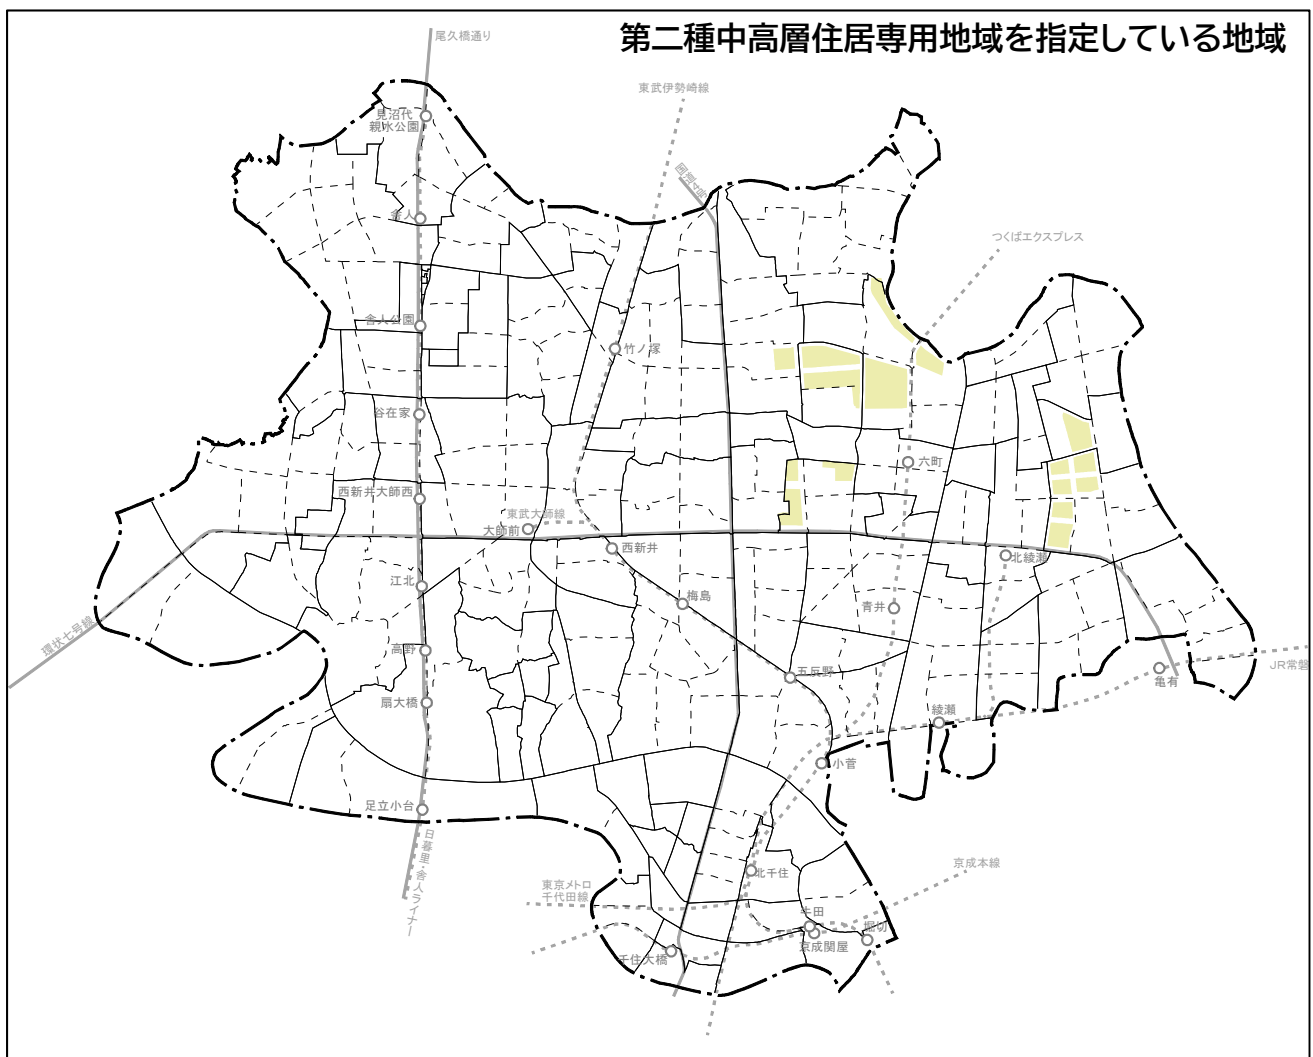 第二種中高層住居専用地域を指定している地域
尾久橋通り
東武伊勢崎線
見沼代
親水公園
国道4号
舎人
つくばエクスプレス
舎人公園
竹ノ塚
谷在家
六町
西新井大師西
東武大師線
大師前
西新井
北綾瀬
江北
梅島
青井
環状七号線
高野
五反野
JR常磐
亀有
扇大橋
綾瀬
小菅
足立小台
日暮里・舎人ライナー
京成本線
北千住
東京メトロ
千代田線
牛田
堀切
京成関屋
千住大橋